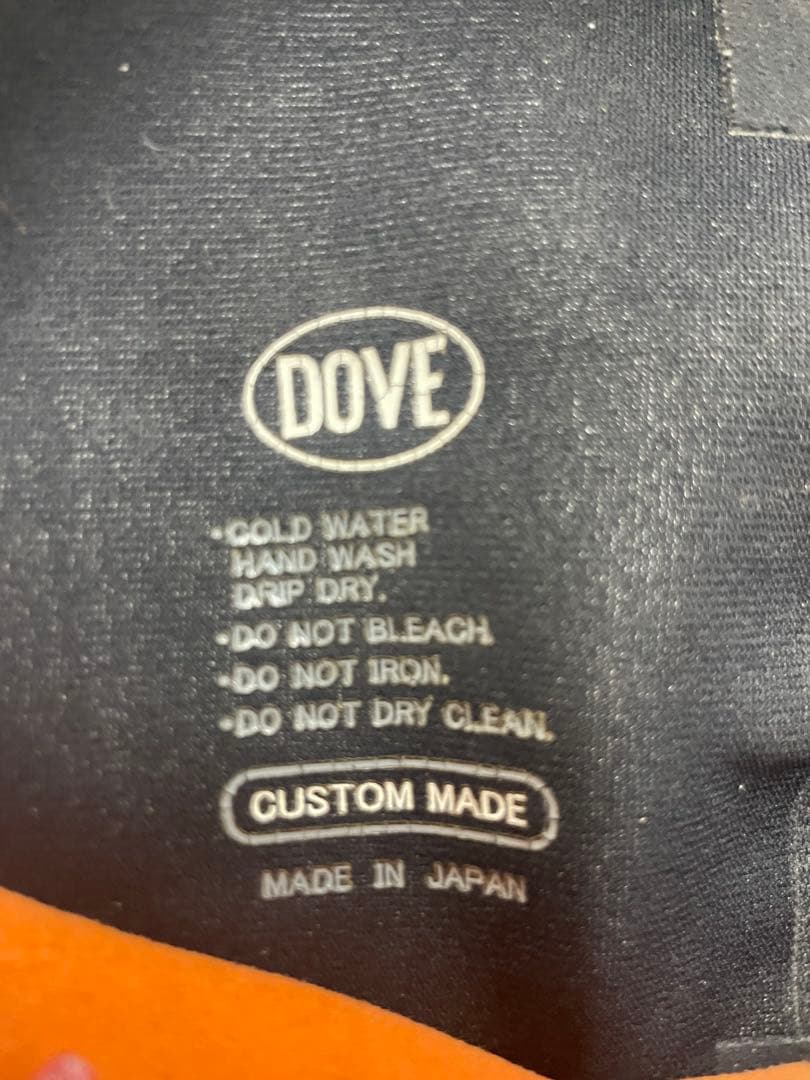 DOVE
•COLD WATER
HAND WASH
DRIP DRY.
•DO NOT BLEACH.
•DO NOT IRON.
•DO NOT DRY CLEAN.
CUSTOM MADE
MADE IN JAPAN